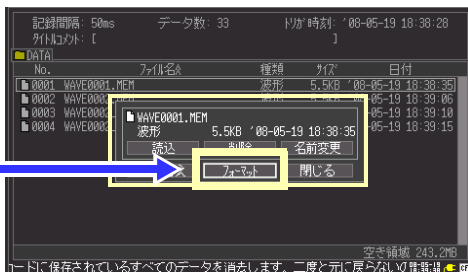 記録間隔: 50ms データ数: 33 トリガ時刻: '08-05-19 18:38:28
タイトルコメント: [ ]
DATA
No. ファイル名 種類 サイズ 日付
0001 WAVE0001.MEM 波形 5.5KB '08-05-19 18:38:35
0002 '08-05-19 18:39:06
0003 WAVE000 -05-19 18:39:10
0004 WAVE000 -05-19 18:39:15
WAVE0001.MEM
波形 5.5KB '08-05-19 18:38:35
読込 削除 名前変更
フォーマット 閉じる
空き領域 243.2MB
ードに保存されているすべてのデータを消去します。二度と元に戻らない